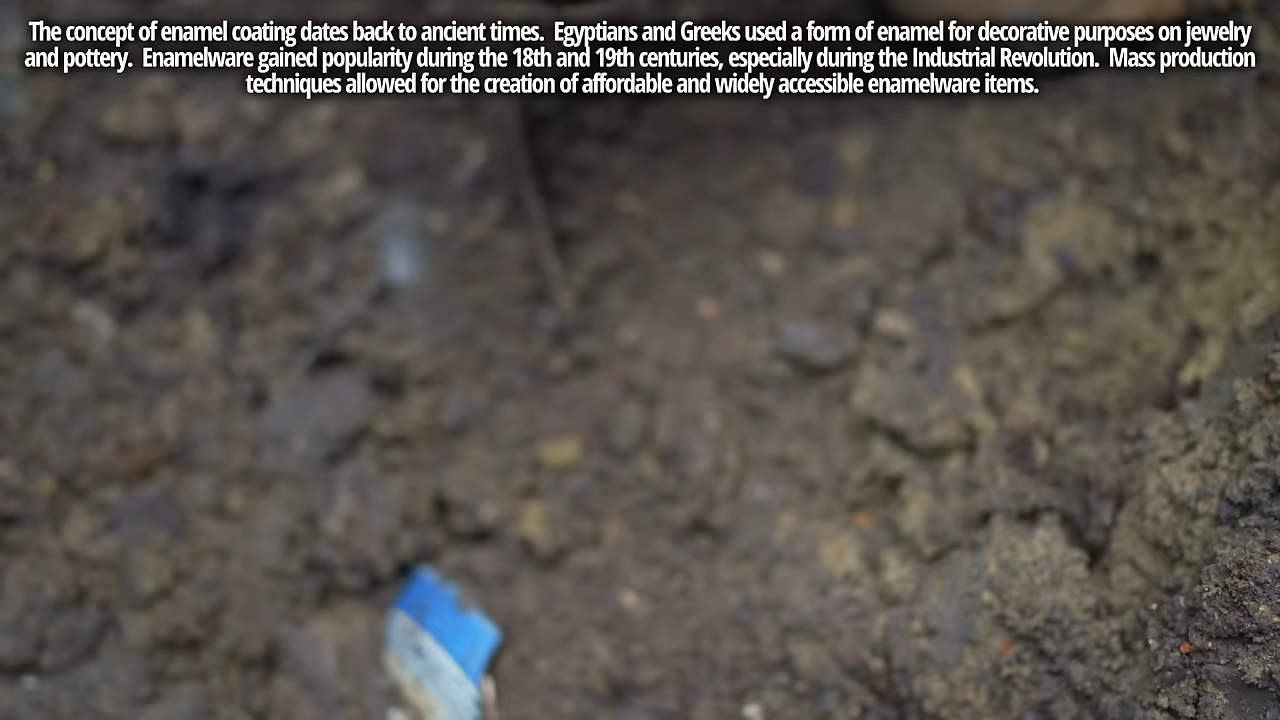 The concept of enamel coating dates back to ancient times.  Egyptians and Greeks used a form of enamel for decorative purposes on jewelry
and pottery.  Enamelware gained popularity during the 18th and 19th centuries, especially during the Industrial Revolution.  Mass production
techniques allowed for the creation of affordable and widely accessible enamelware items.